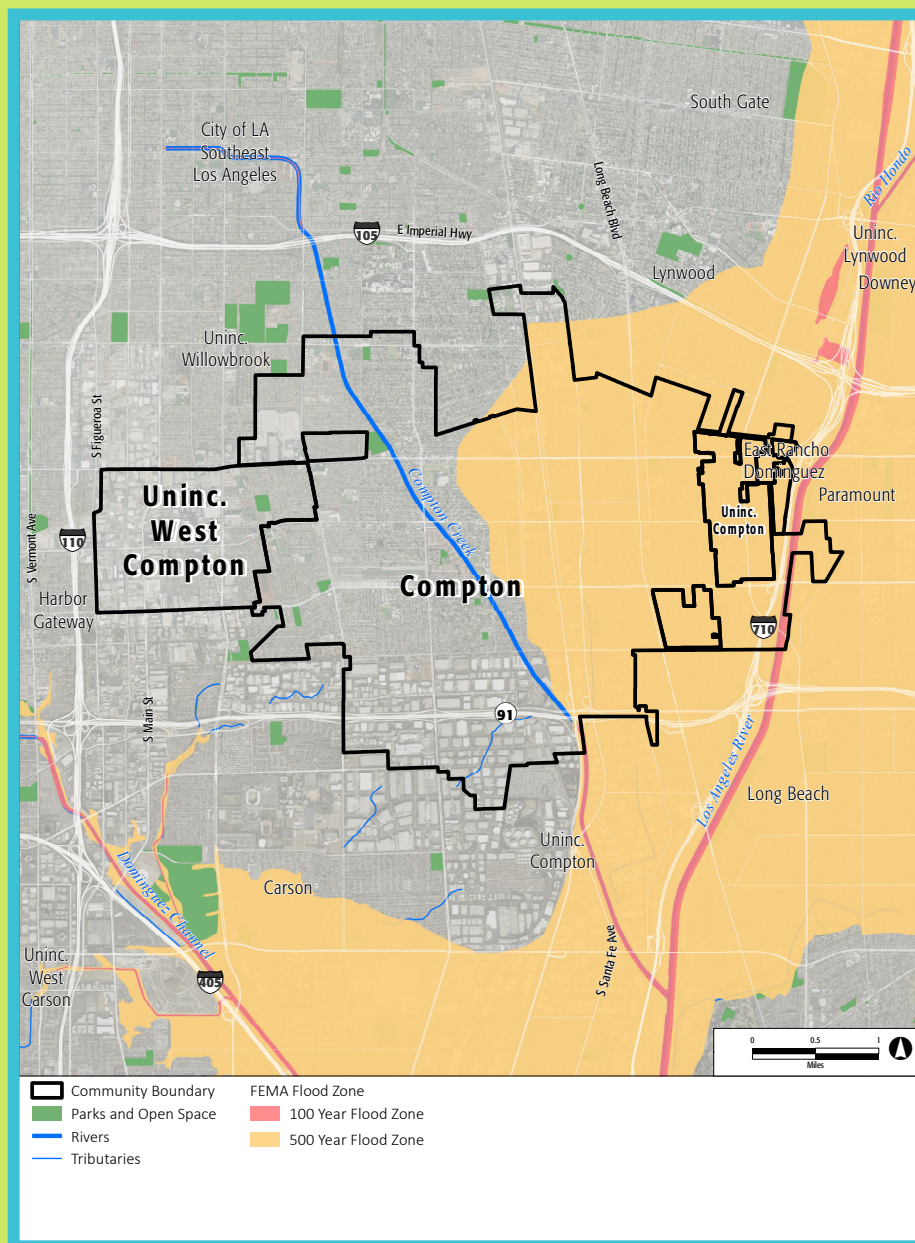 South Gate
City of LA
Southeast
Los Angeles
Long Beach Blvd
Rio Hondo
105
E Imperial Hwy
Uninc.
Lynwood
Lynwood
Downey
Uninc.
Willowbrook
S Figueroa St
East Rancho
Dominguez
Uninc.
West
Compton
Compton Creek
Paramount
Uninc.
Compton
S Vermont Ave
110
Compton
Harbor
Gateway
710
S Main St
91
Los Angeles River
Long Beach
Uninc.
Compton
Dominguez Channel
Carson
S Santa Fe Ave
Uninc.
West
Carson
405
0 0.5 1
Miles
Community Boundary
Parks and Open Space
Rivers
Tributaries
FEMA Flood Zone
100 Year Flood Zone
500 Year Flood Zone